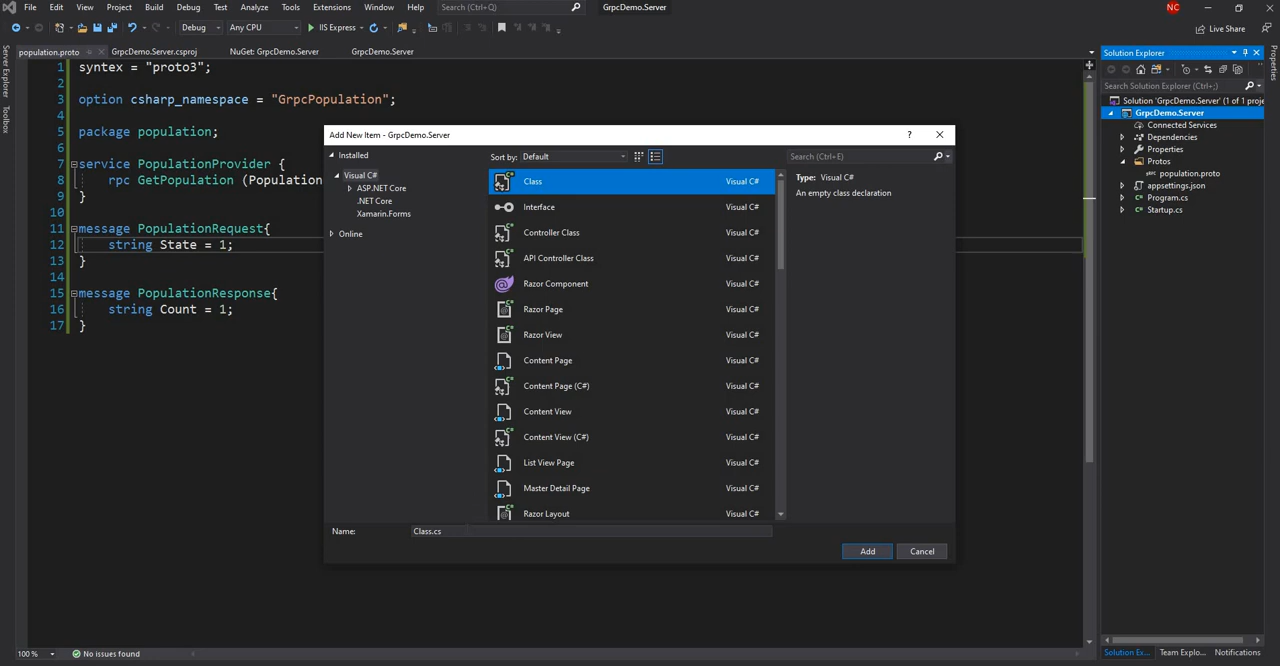 File Edit View Project Build Debug Test Analyze Tools Extensions Window Help Search (Ctrl+Q) GrpcDemo.Server NC
Debug Any CPU IIS Express Live Share
Server Explorer
Toolbox
Properties
population.proto GrpcDemo.Server.csproj NuGet: GrpcDemo.Server GrpcDemo.Server
1 syntex = "proto3";
2
3 option csharp_namespace = "GrpcPopulation";
4
5 package population;
6
7 service PopulationProvider {
8 rpc GetPopulation (Population
9 }
10
11 message PopulationRequest{
12 string State = 1;
13 }
14
15 message PopulationResponse{
16 string Count = 1;
17 }
100 % No issues found
Add New Item - GrpcDemo.Server ?
Installed
Visual C#
ASP.NET Core
.NET Core
Xamarin.Forms
Online
Sort by: Default
Class Visual C#
Interface Visual C#
Controller Class Visual C#
API Controller Class Visual C#
Razor Component Visual C#
Razor Page Visual C#
Razor View Visual C#
Content Page Visual C#
Content Page (C#) Visual C#
Content View Visual C#
Content View (C#) Visual C#
List View Page Visual C#
Master Detail Page Visual C#
Razor Layout Visual C#
Search (Ctrl+E)
Type: Visual C#
An empty class declaration
Name: Class.cs
Add Cancel
Solution Explorer
Search Solution Explorer (Ctrl+;)
Solution 'GrpcDemo.Server' (1 of 1 proje
GrpcDemo.Server
Connected Services
Dependencies
Properties
Protos
population.proto
appsettings.json
Program.cs
Startup.cs
Solution Ex... Team Explo... Notifications